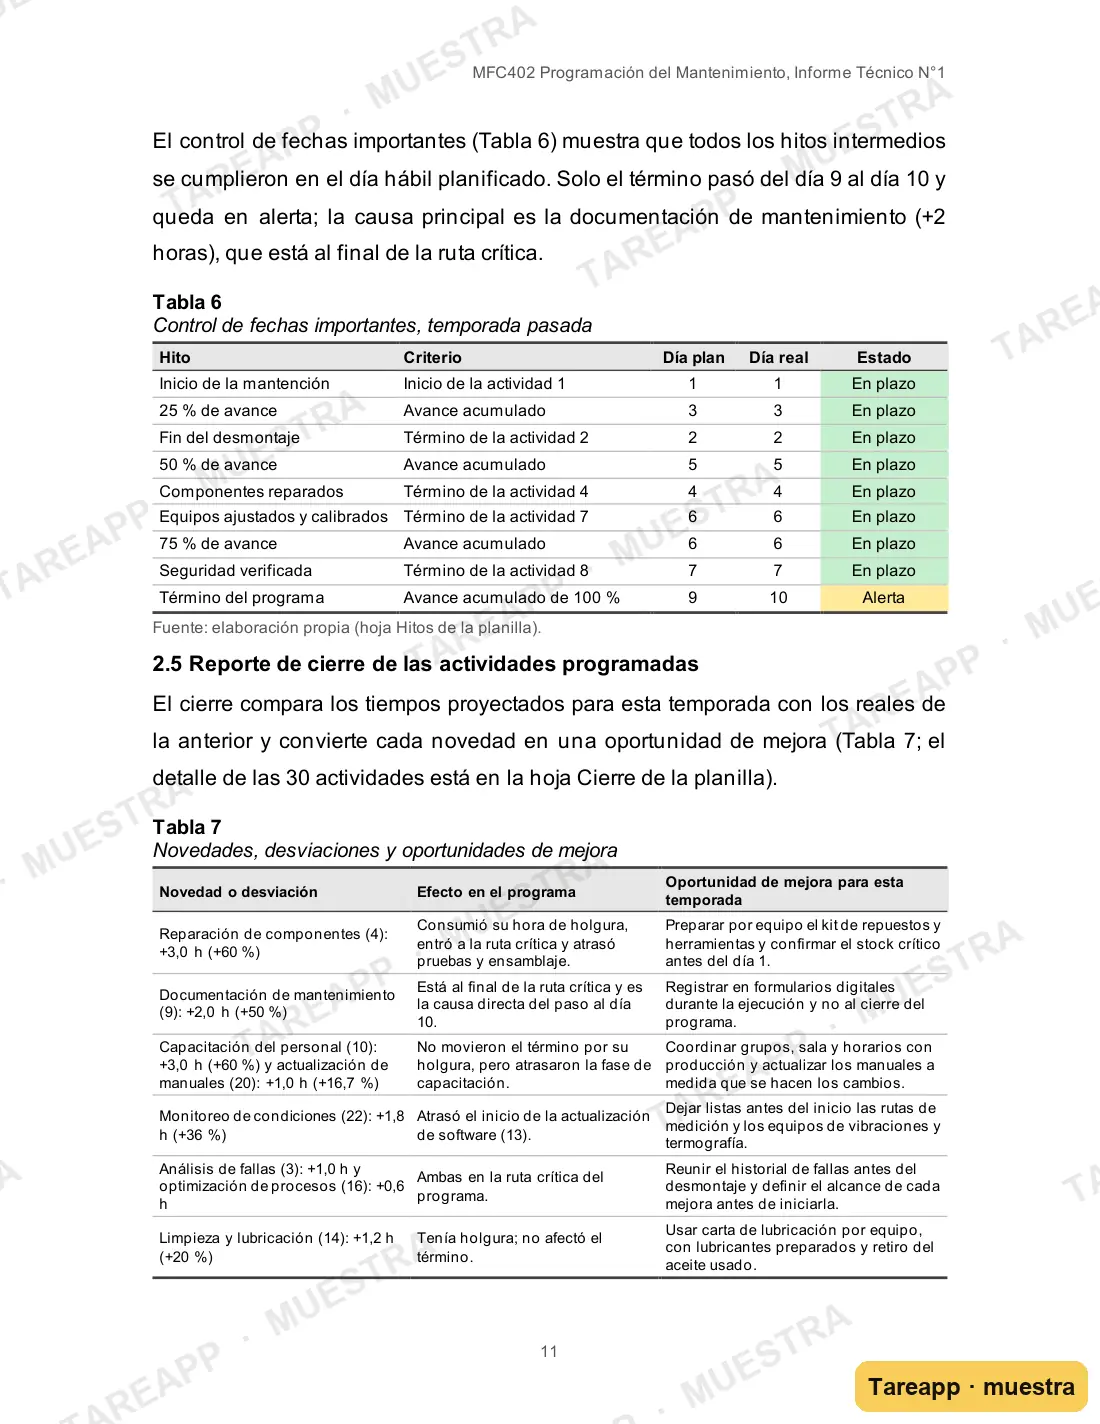 MFC402 Programación del Mantenimiento, Informe Técnico N°1
El control de fechas importantes (Tabla 6) muestra que todos los hitos intermedios
se cumplieron en el día hábil planificado. Solo el término pasó del día 9 al día 10 y
queda en alerta; la causa principal es la documentación de mantenimiento (+2
horas), que está al final de la ruta crítica.
Tabla 6
Control de fechas importantes, temporada pasada
Hito Criterio Día plan Día real Estado
Inicio de la mantención Inicio de la actividad 1 1 1 En plazo
25 % de avance Avance acumulado 3 3 En plazo
Fin del desmontaje Término de la actividad 2 2 2 En plazo
50 % de avance Avance acumulado 5 5 En plazo
Componentes reparados Término de la actividad 4 4 4 En plazo
Equipos ajustados y calibrados Término de la actividad 7 6 6 En plazo
75 % de avance Avance acumulado 6 6 En plazo
Seguridad verificada Término de la actividad 8 7 7 En plazo
Término del programa Avance acumulado de 100 % 9 10 Alerta
Fuente: elaboración propia (hoja Hitos de la planilla).
2.5 Reporte de cierre de las actividades programadas
El cierre compara los tiempos proyectados para esta temporada con los reales de
la anterior y convierte cada novedad en una oportunidad de mejora (Tabla 7; el
detalle de las 30 actividades está en la hoja Cierre de la planilla).
Tabla 7
Novedades, desviaciones y oportunidades de mejora
Novedad o desviación Efecto en el programa Oportunidad de mejora para esta
temporada
Reparación de componentes (4):
+3,0 h (+60 %)
Consumió su hora de holgura,
entró a la ruta crítica y atrasó
pruebas y ensamblaje.
Preparar por equipo el kit de repuestos y
herramientas y confirmar el stock crítico
antes del día 1.
Documentación de mantenimiento
(9): +2,0 h (+50 %)
Está al final de la ruta crítica y es
la causa directa del paso al día
10.
Registrar en formularios digitales
durante la ejecución y no al cierre del
programa.
Capacitación del personal (10):
+3,0 h (+60 %) y actualización de
manuales (20): +1,0 h (+16,7 %)
No movieron el término por su
holgura, pero atrasaron la fase de
capacitación.
Coordinar grupos, sala y horarios con
producción y actualizar los manuales a
medida que se hacen los cambios.
Monitoreo de condiciones (22): +1,8
h (+36 %)
Atrasó el inicio de la actualización
de software (13).
Dejar listas antes del inicio las rutas de
medición y los equipos de vibraciones y
termografía.
Análisis de fallas (3): +1,0 h y
optimización de procesos (16): +0,6
h
Ambas en la ruta crítica del
programa.
Reunir el historial de fallas antes del
desmontaje y definir el alcance de cada
mejora antes de iniciarla.
Limpieza y lubricación (14): +1,2 h
(+20 %)
Tenía holgura; no afectó el
término.
Usar carta de lubricación por equipo,
con lubricantes preparados y retiro del
aceite usado.
11
Tareapp · muestra
TAREAPP · MUESTRA